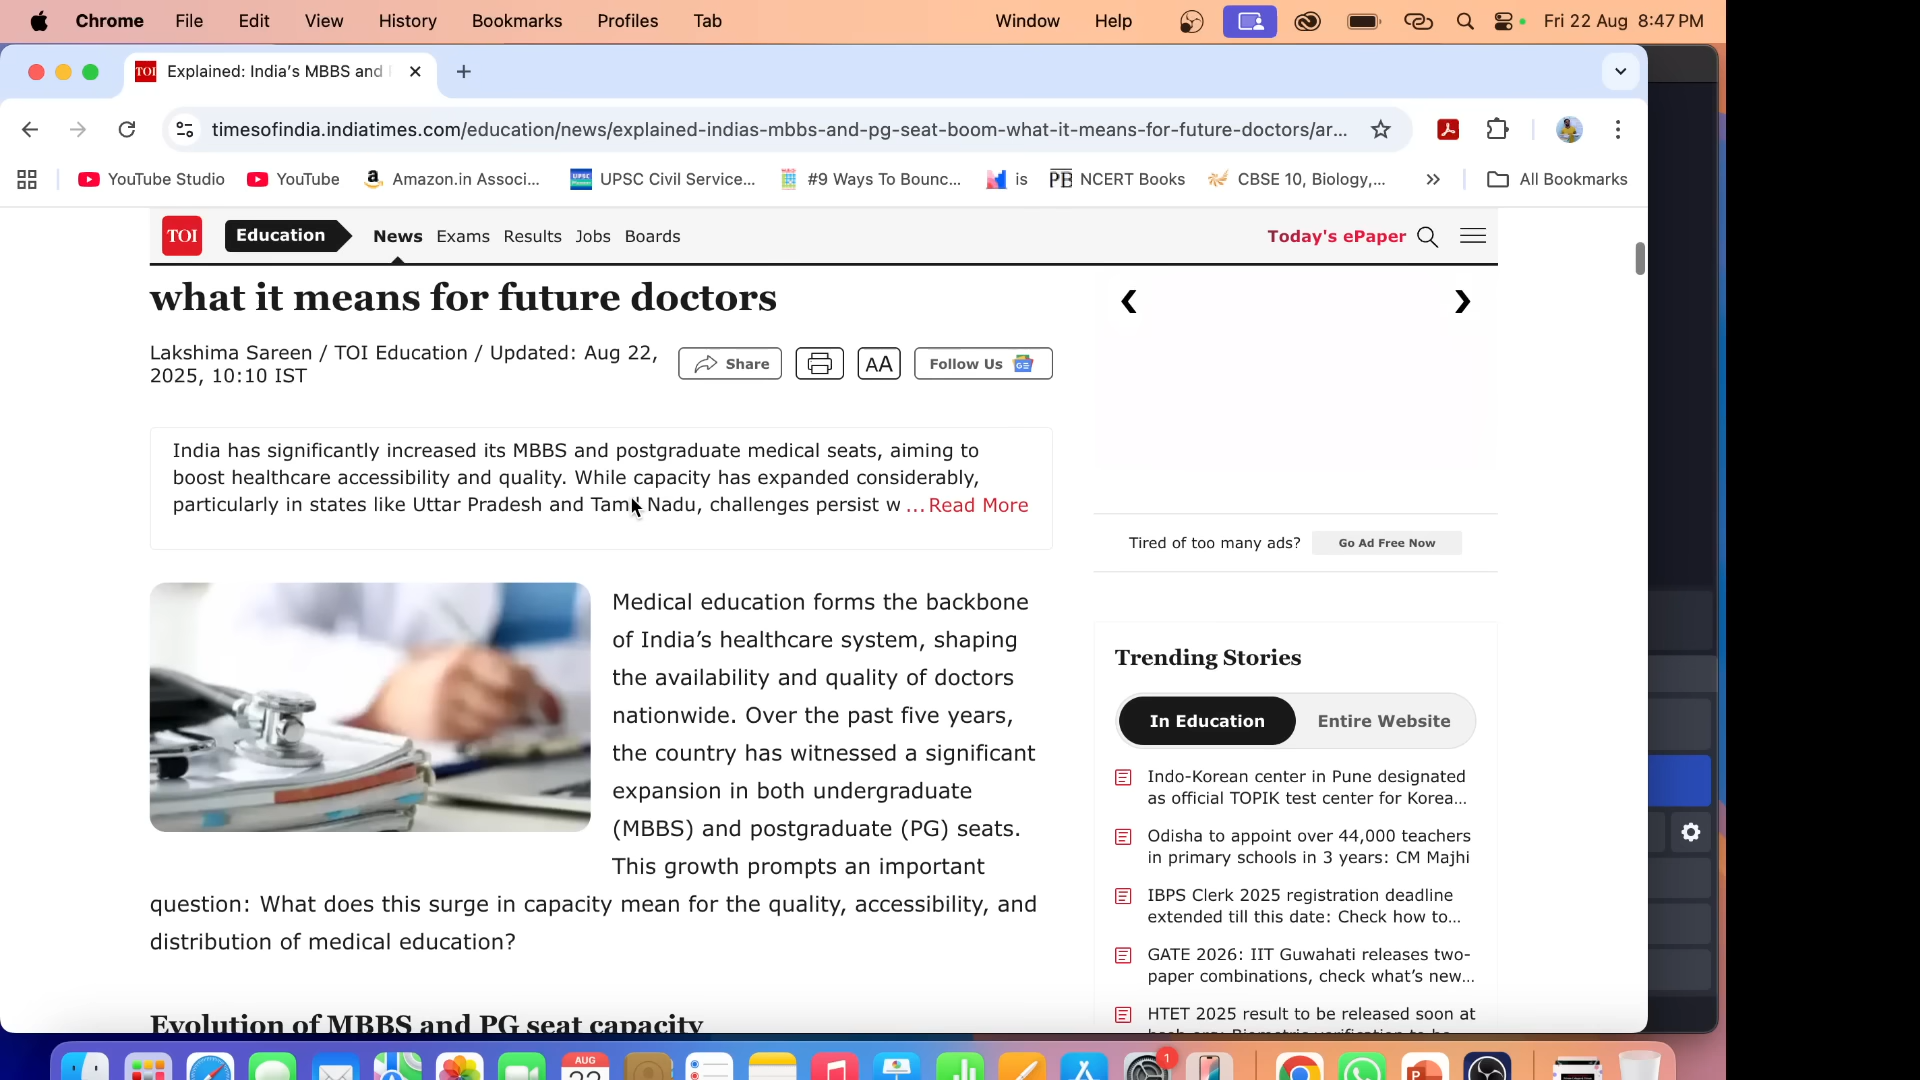 Chrome File Edit View History Bookmarks Profiles Tab Window Help Fri 22 Aug 8:47 PM
TOI Explained: India's MBBS and
timesofindia.indiatimes.com/education/news/explained-indias-mbbs-and-pg-seat-boom-what-it-means-for-future-doctors/ar...
YouTube Studio YouTube Amazon.in Associ... UPSC Civil Service... #9 Ways To Bounc... is NCERT Books CBSE 10, Biology,... » All Bookmarks
TOI Education News Exams Results Jobs Boards Today's ePaper
what it means for future doctors
Lakshima Sareen / TOI Education / Updated: Aug 22,
2025, 10:10 IST
Share AA Follow Us
India has significantly increased its MBBS and postgraduate medical seats, aiming to
boost healthcare accessibility and quality. While capacity has expanded considerably,
particularly in states like Uttar Pradesh and Tamil Nadu, challenges persist w ...Read More
Medical education forms the backbone
of India's healthcare system, shaping
the availability and quality of doctors
nationwide. Over the past five years,
the country has witnessed a significant
expansion in both undergraduate
(MBBS) and postgraduate (PG) seats.
This growth prompts an important
question: What does this surge in capacity mean for the quality, accessibility, and
distribution of medical education?
Evolution of MBBS and PG seat capacity
Tired of too many ads? Go Ad Free Now
Trending Stories
In Education Entire Website
Indo-Korean center in Pune designated
as official TOPIK test center for Korea...
Odisha to appoint over 44,000 teachers
in primary schools in 3 years: CM Majhi
IBPS Clerk 2025 registration deadline
extended till this date: Check how to...
GATE 2026: IIT Guwahati releases two-
paper combinations, check what's new...
HTET 2025 result to be released soon at
AUG
1